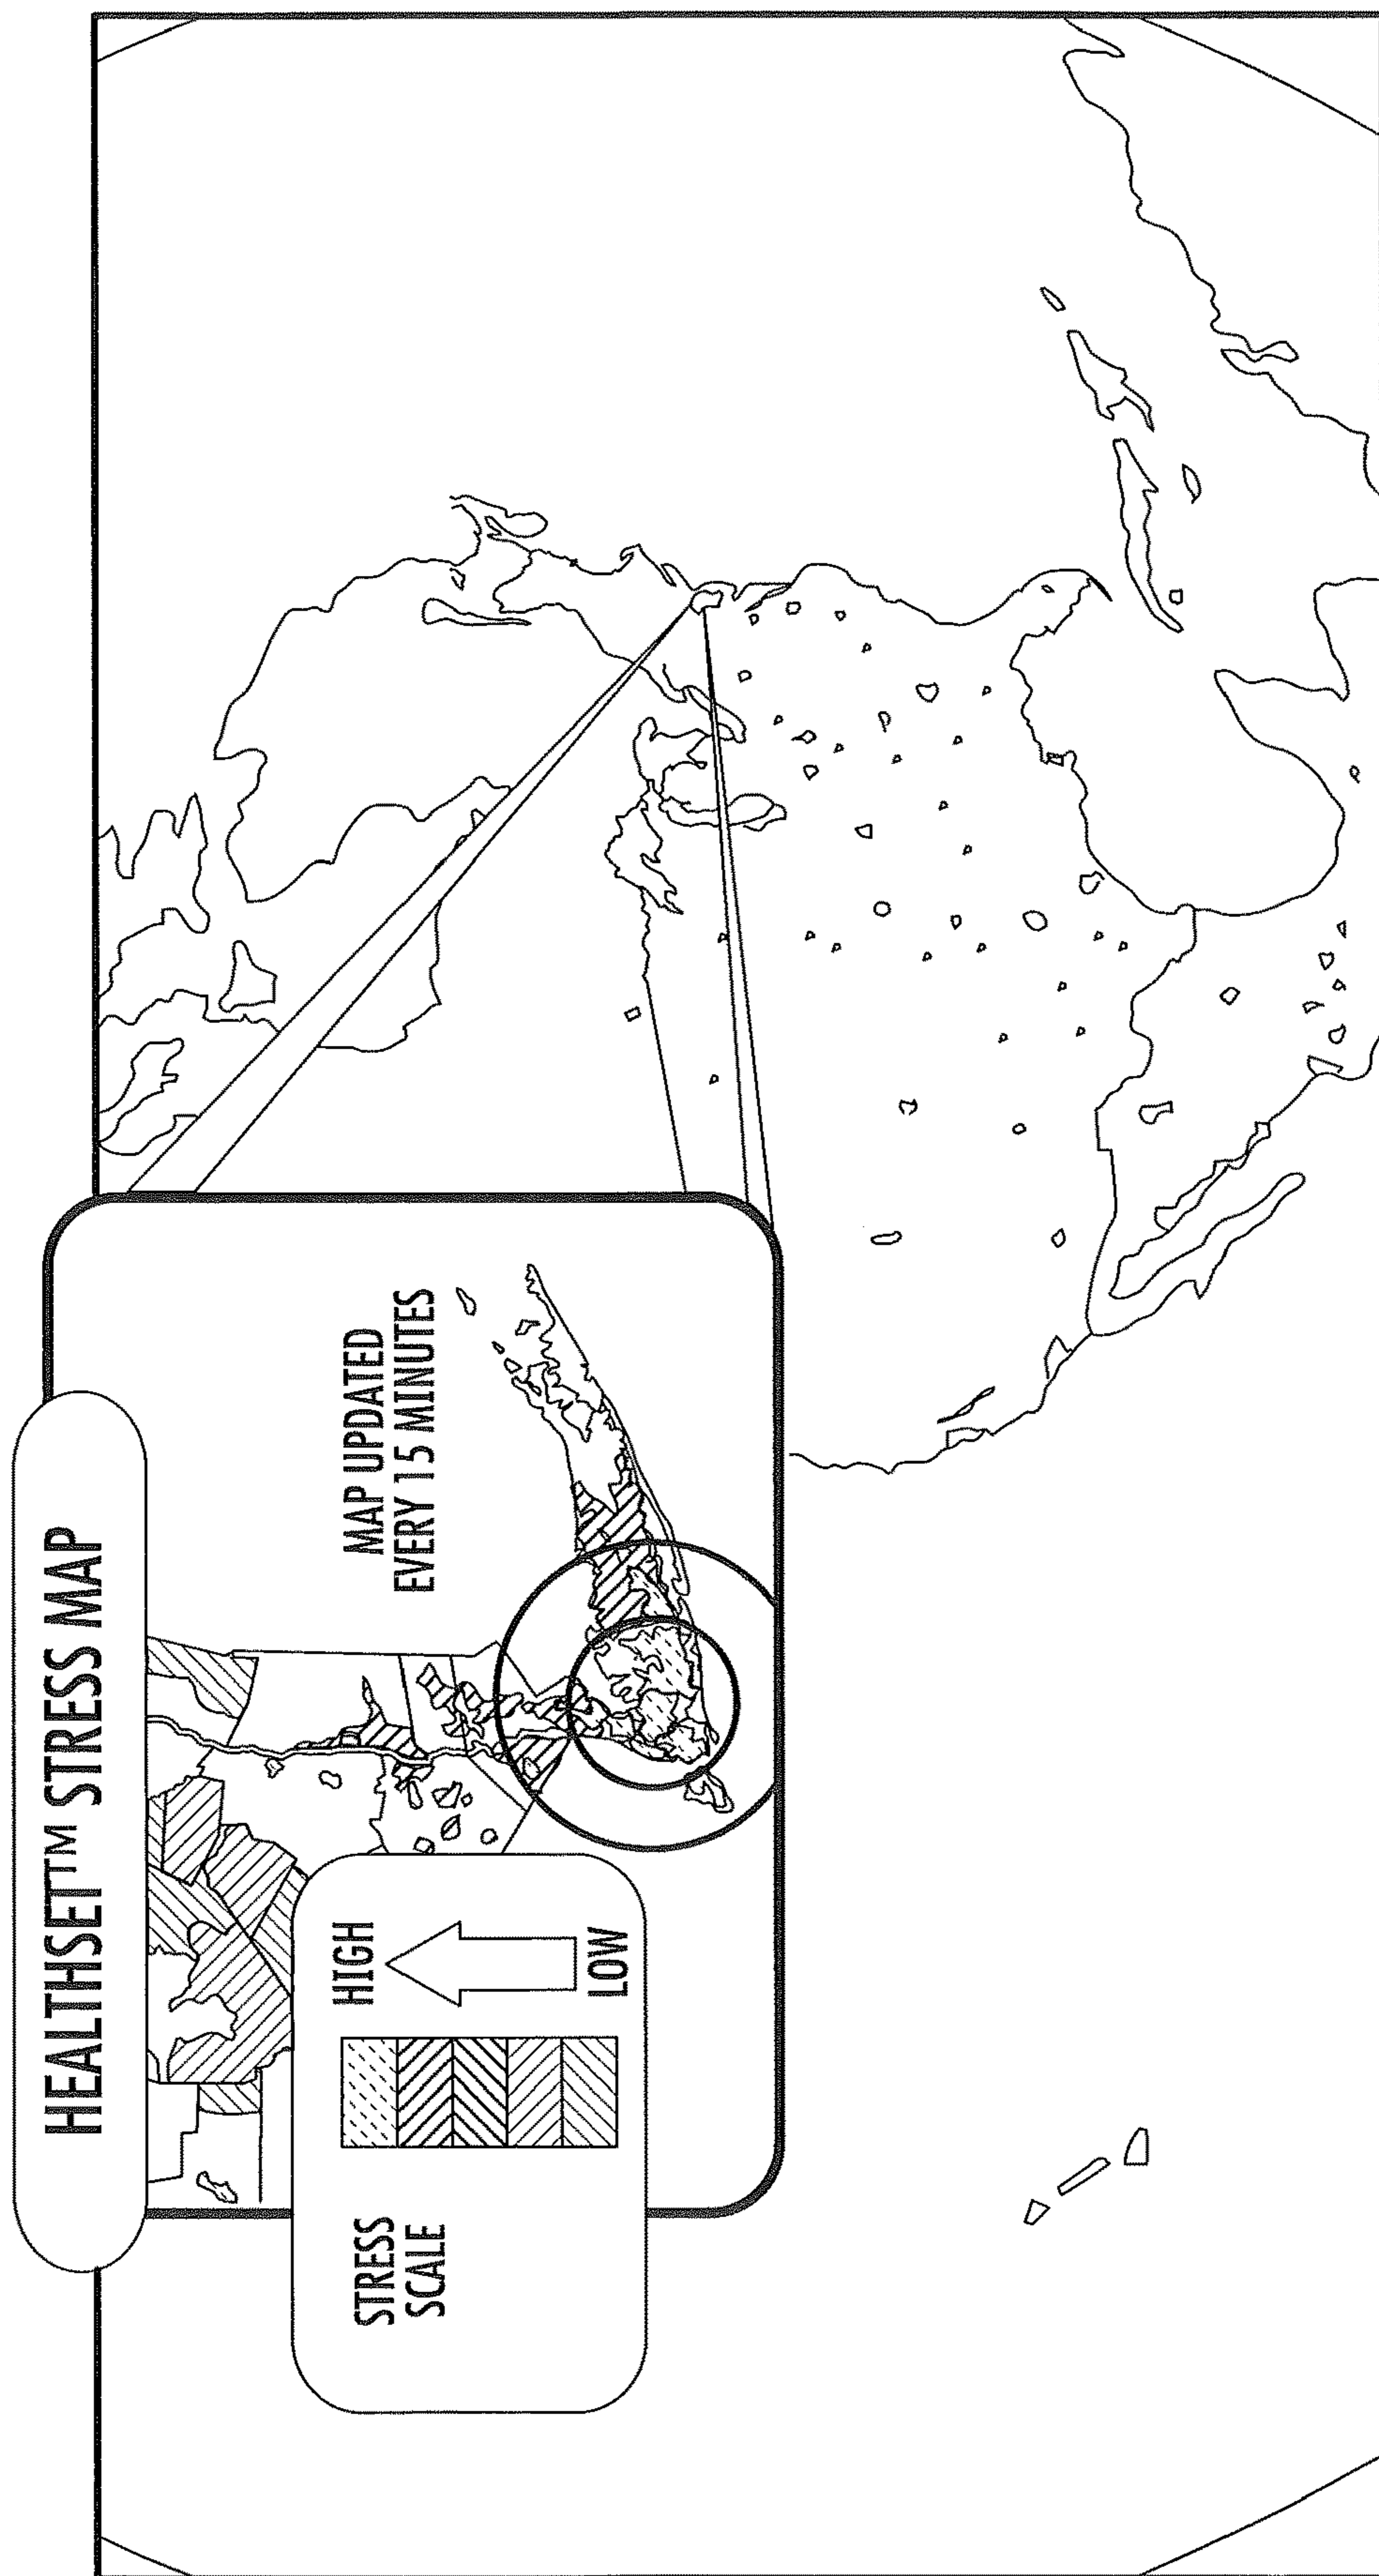 HEALTHSET™ STRESS MAP
MAP UPDATED
EVERY 15 MINUTES
STRESS
SCALE
HIGH
LOW